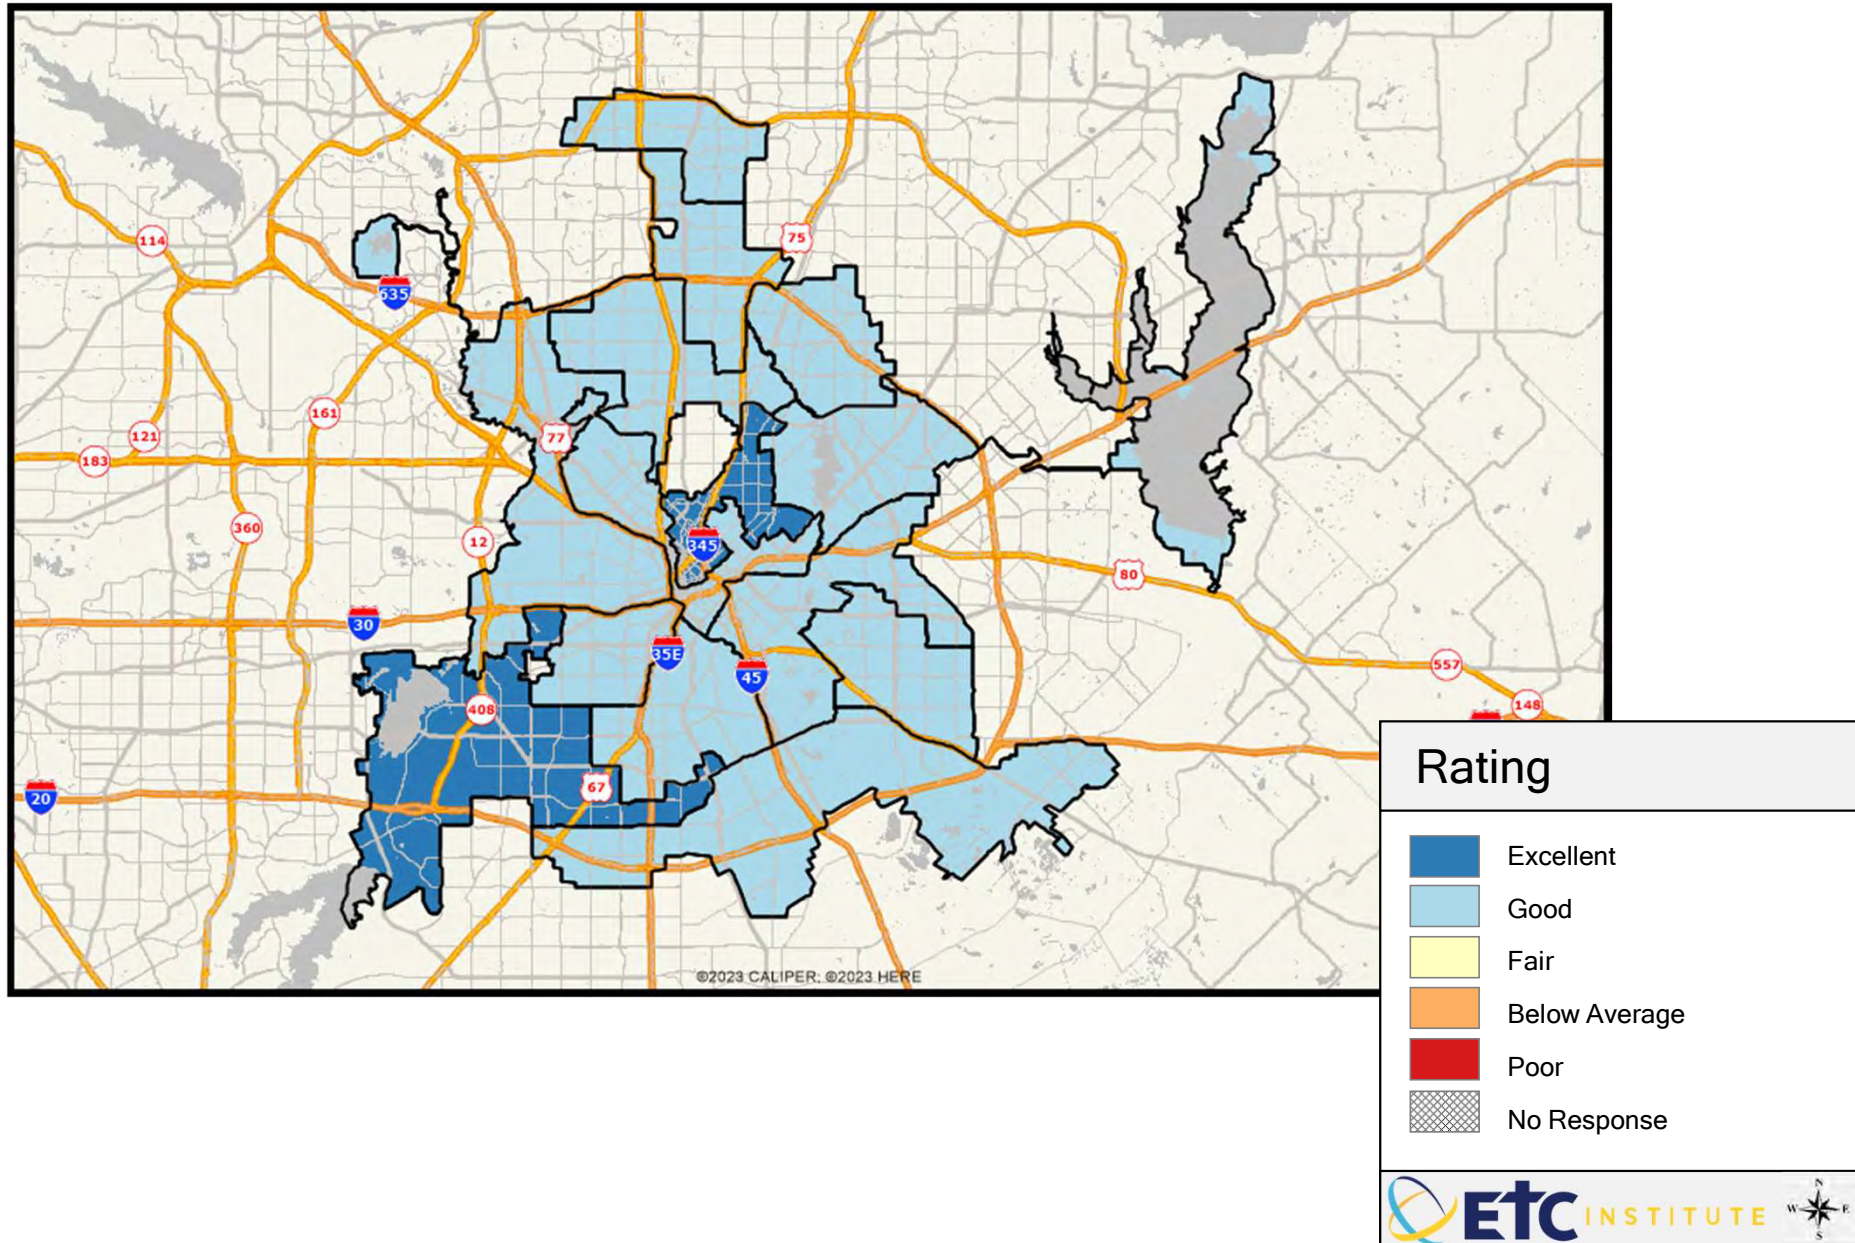 114
75
635
161
121
77
183
360
12
345
80
30
35E
45
557
408
148
67
20
©2023 CALIPER; ©2023 HERE
Rating
Excellent
Good
Fair
Below Average
Poor
No Response
ETC INSTITUTE
N
W E
S